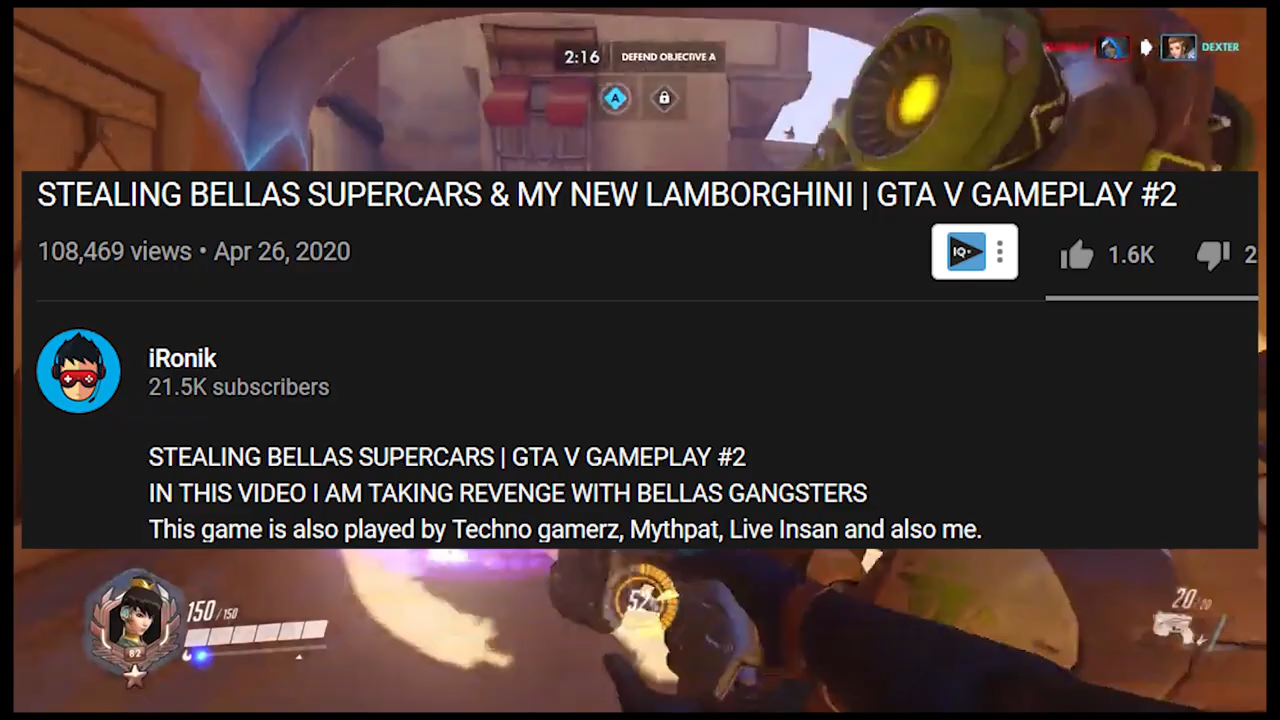 2:16 DEFEND OBJECTIVE A
DEXTER
A
STEALING BELLAS SUPERCARS & MY NEW LAMBORGHINI | GTA V GAMEPLAY #2
108,469 views • Apr 26, 2020
IQ
1.6K
2
iRonik
21.5K subscribers
STEALING BELLAS SUPERCARS | GTA V GAMEPLAY #2
IN THIS VIDEO I AM TAKING REVENGE WITH BELLAS GANGSTERS
This game is also played by Techno gamerz, Mythpat, Live Insan and also me.
150/150
52
20/20
82